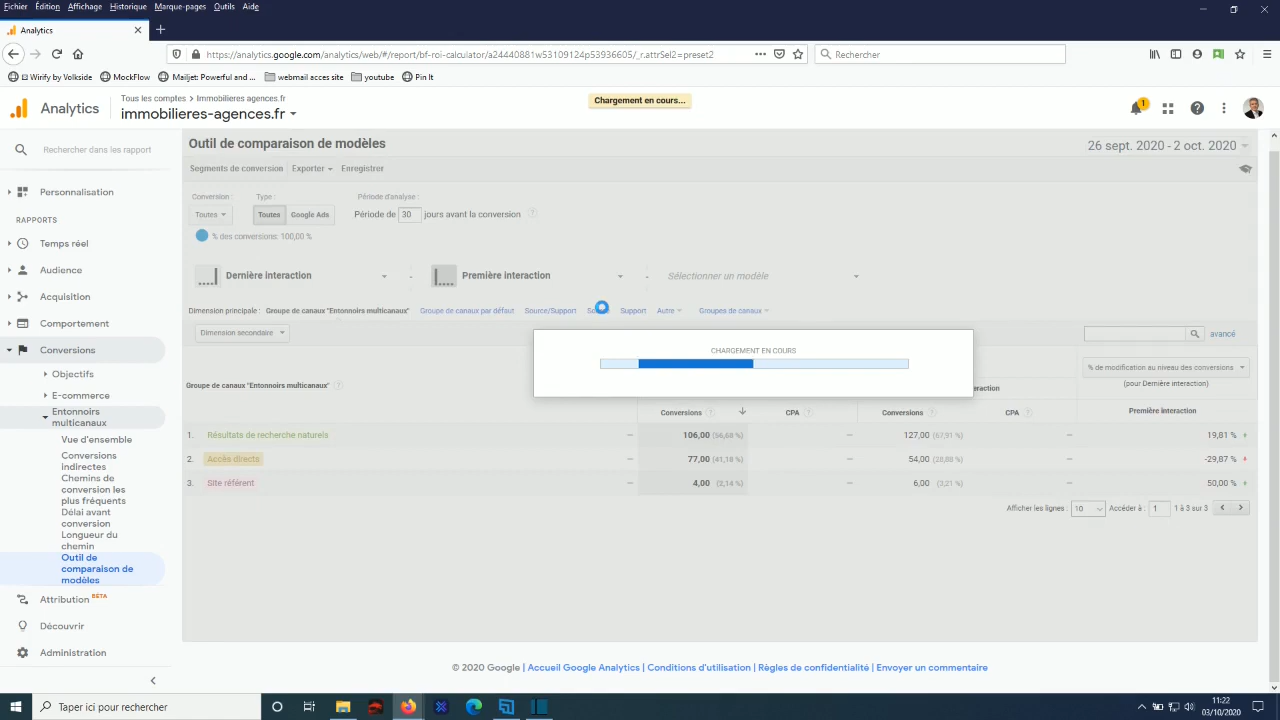 Fichier Édition Affichage Historique Marque-pages Outils Aide
Analytics
https://analytics.google.com/analytics/web/#/report/bf-roi-calculator/a24440881w53109124p53936605/_r.attrSel2=preset2
Rechercher
Wirify by Volkside MockFlow Mailjet: Powerful and ... webmail acces site youtube Pin It
Analytics
Tous les comptes > Immobilieres agences.fr
immobilieres-agences.fr
Chargement en cours...
1
Rechercher dans les rapport
Outil de comparaison de modèles
26 sept. 2020 - 2 oct. 2020
Segments de conversion Exporter Enregistrer
Personnalisation
RAPPORTS
Temps réel
Audience
Acquisition
Comportement
Conversions
Objectifs
E-commerce
Entonnoirs
multicanaux
Vue d'ensemble
Conversions
indirectes
Chemins de
conversion les
plus fréquents
Délai avant
conversion
Longueur du
chemin
Outil de
comparaison de
modèles
Attribution BÊTA
Découvrir
Administration
Conversion : Type : Période d'analyse :
Toutes Toutes Google Ads Période de 30 jours avant la conversion ?
% des conversions: 100,00 %
Dernière interaction - Première interaction - Sélectionner un modèle
Dimension principale : Groupe de canaux "Entonnoirs multicanaux" Groupe de canaux par défaut Source/Support Support Autre Groupes de canaux
Dimension secondaire avancé
CHARGEMENT EN COURS
% de modification au niveau des conversions
(pour Dernière interaction)
Groupe de canaux "Entonnoirs multicanaux" ?
Conversions ? CPA ? Conversions ? CPA ? Première interaction
1. Résultats de recherche naturels — 106,00 (56,68 %) — 127,00 (67,91 %) — 19,81 %
2. Accès directs — 77,00 (41,18 %) — 54,00 (28,88 %) — -29,87 %
3. Site référent — 4,00 (2,14 %) — 6,00 (3,21 %) — 50,00 %
Afficher les lignes : 10 Accéder à : 1 1 à 3 sur 3
© 2020 Google | Accueil Google Analytics | Conditions d'utilisation | Règles de confidentialité | Envoyer un commentaire
Taper ici pour rechercher
11:22
03/10/2020